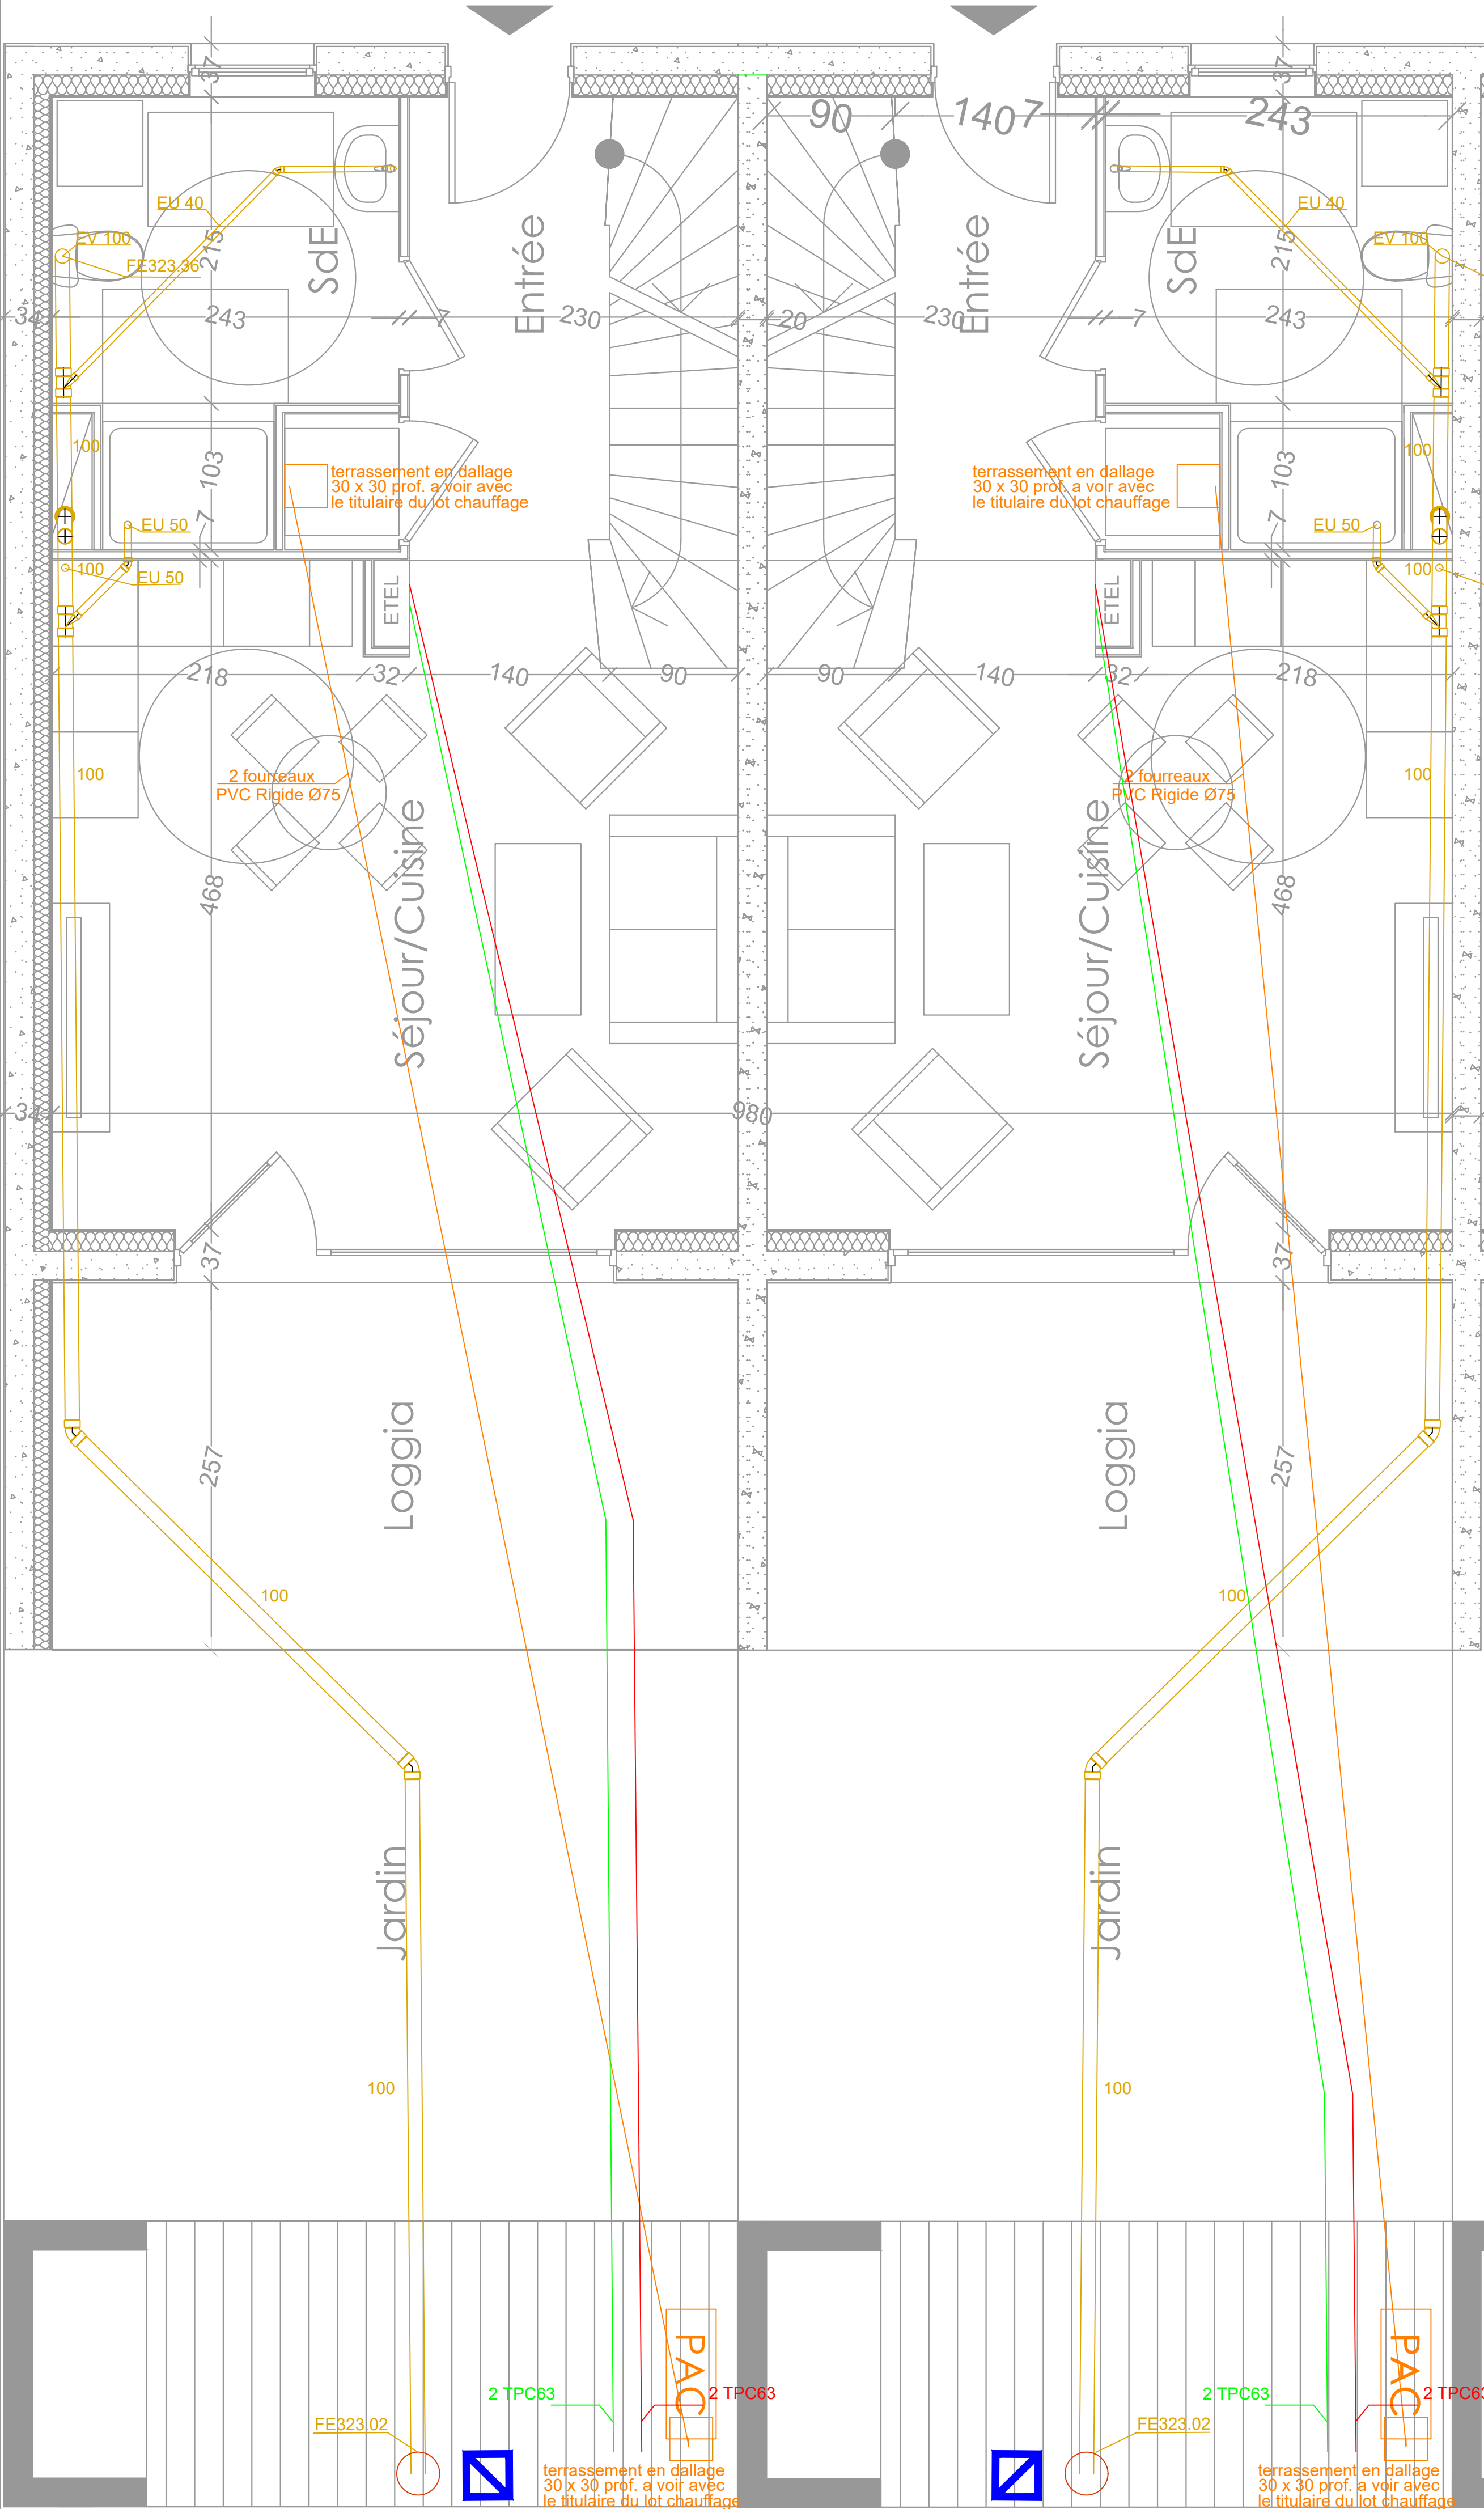 37
37
90
140
7
243
EU 40
EU 40
EV 100
EV 100
FE323.36
215
215
SdE
Entrée
Entrée
SdE
34
243
7
230
20
230
7
243
100
100
103
103
terrassement en dallage
30 x 30 prof. a voir avec
le titulaire du lot chauffage
terrassement en dallage
30 x 30 prof. a voir avec
le titulaire du lot chauffage
7
7
EU 50
EU 50
100
100
EU 50
ETEL
ETEL
218
32
140
90
90
140
32
218
100
100
2 fourreaux
PVC Rigide Ø75
2 fourreaux
PVC Rigide Ø75
468
468
Séjour/Cuisine
Séjour/Cuisine
34
980
37
37
257
257
Loggia
Loggia
100
100
Jardin
Jardin
100
100
PAC
PAC
2 TPC63
2 TPC63
2 TPC63
2 TPC63
FE323.02
FE323.02
terrassement en dallage
30 x 30 prof. a voir avec
le titulaire du lot chauffage
terrassement en dallage
30 x 30 prof. a voir avec
le titulaire du lot chauffage